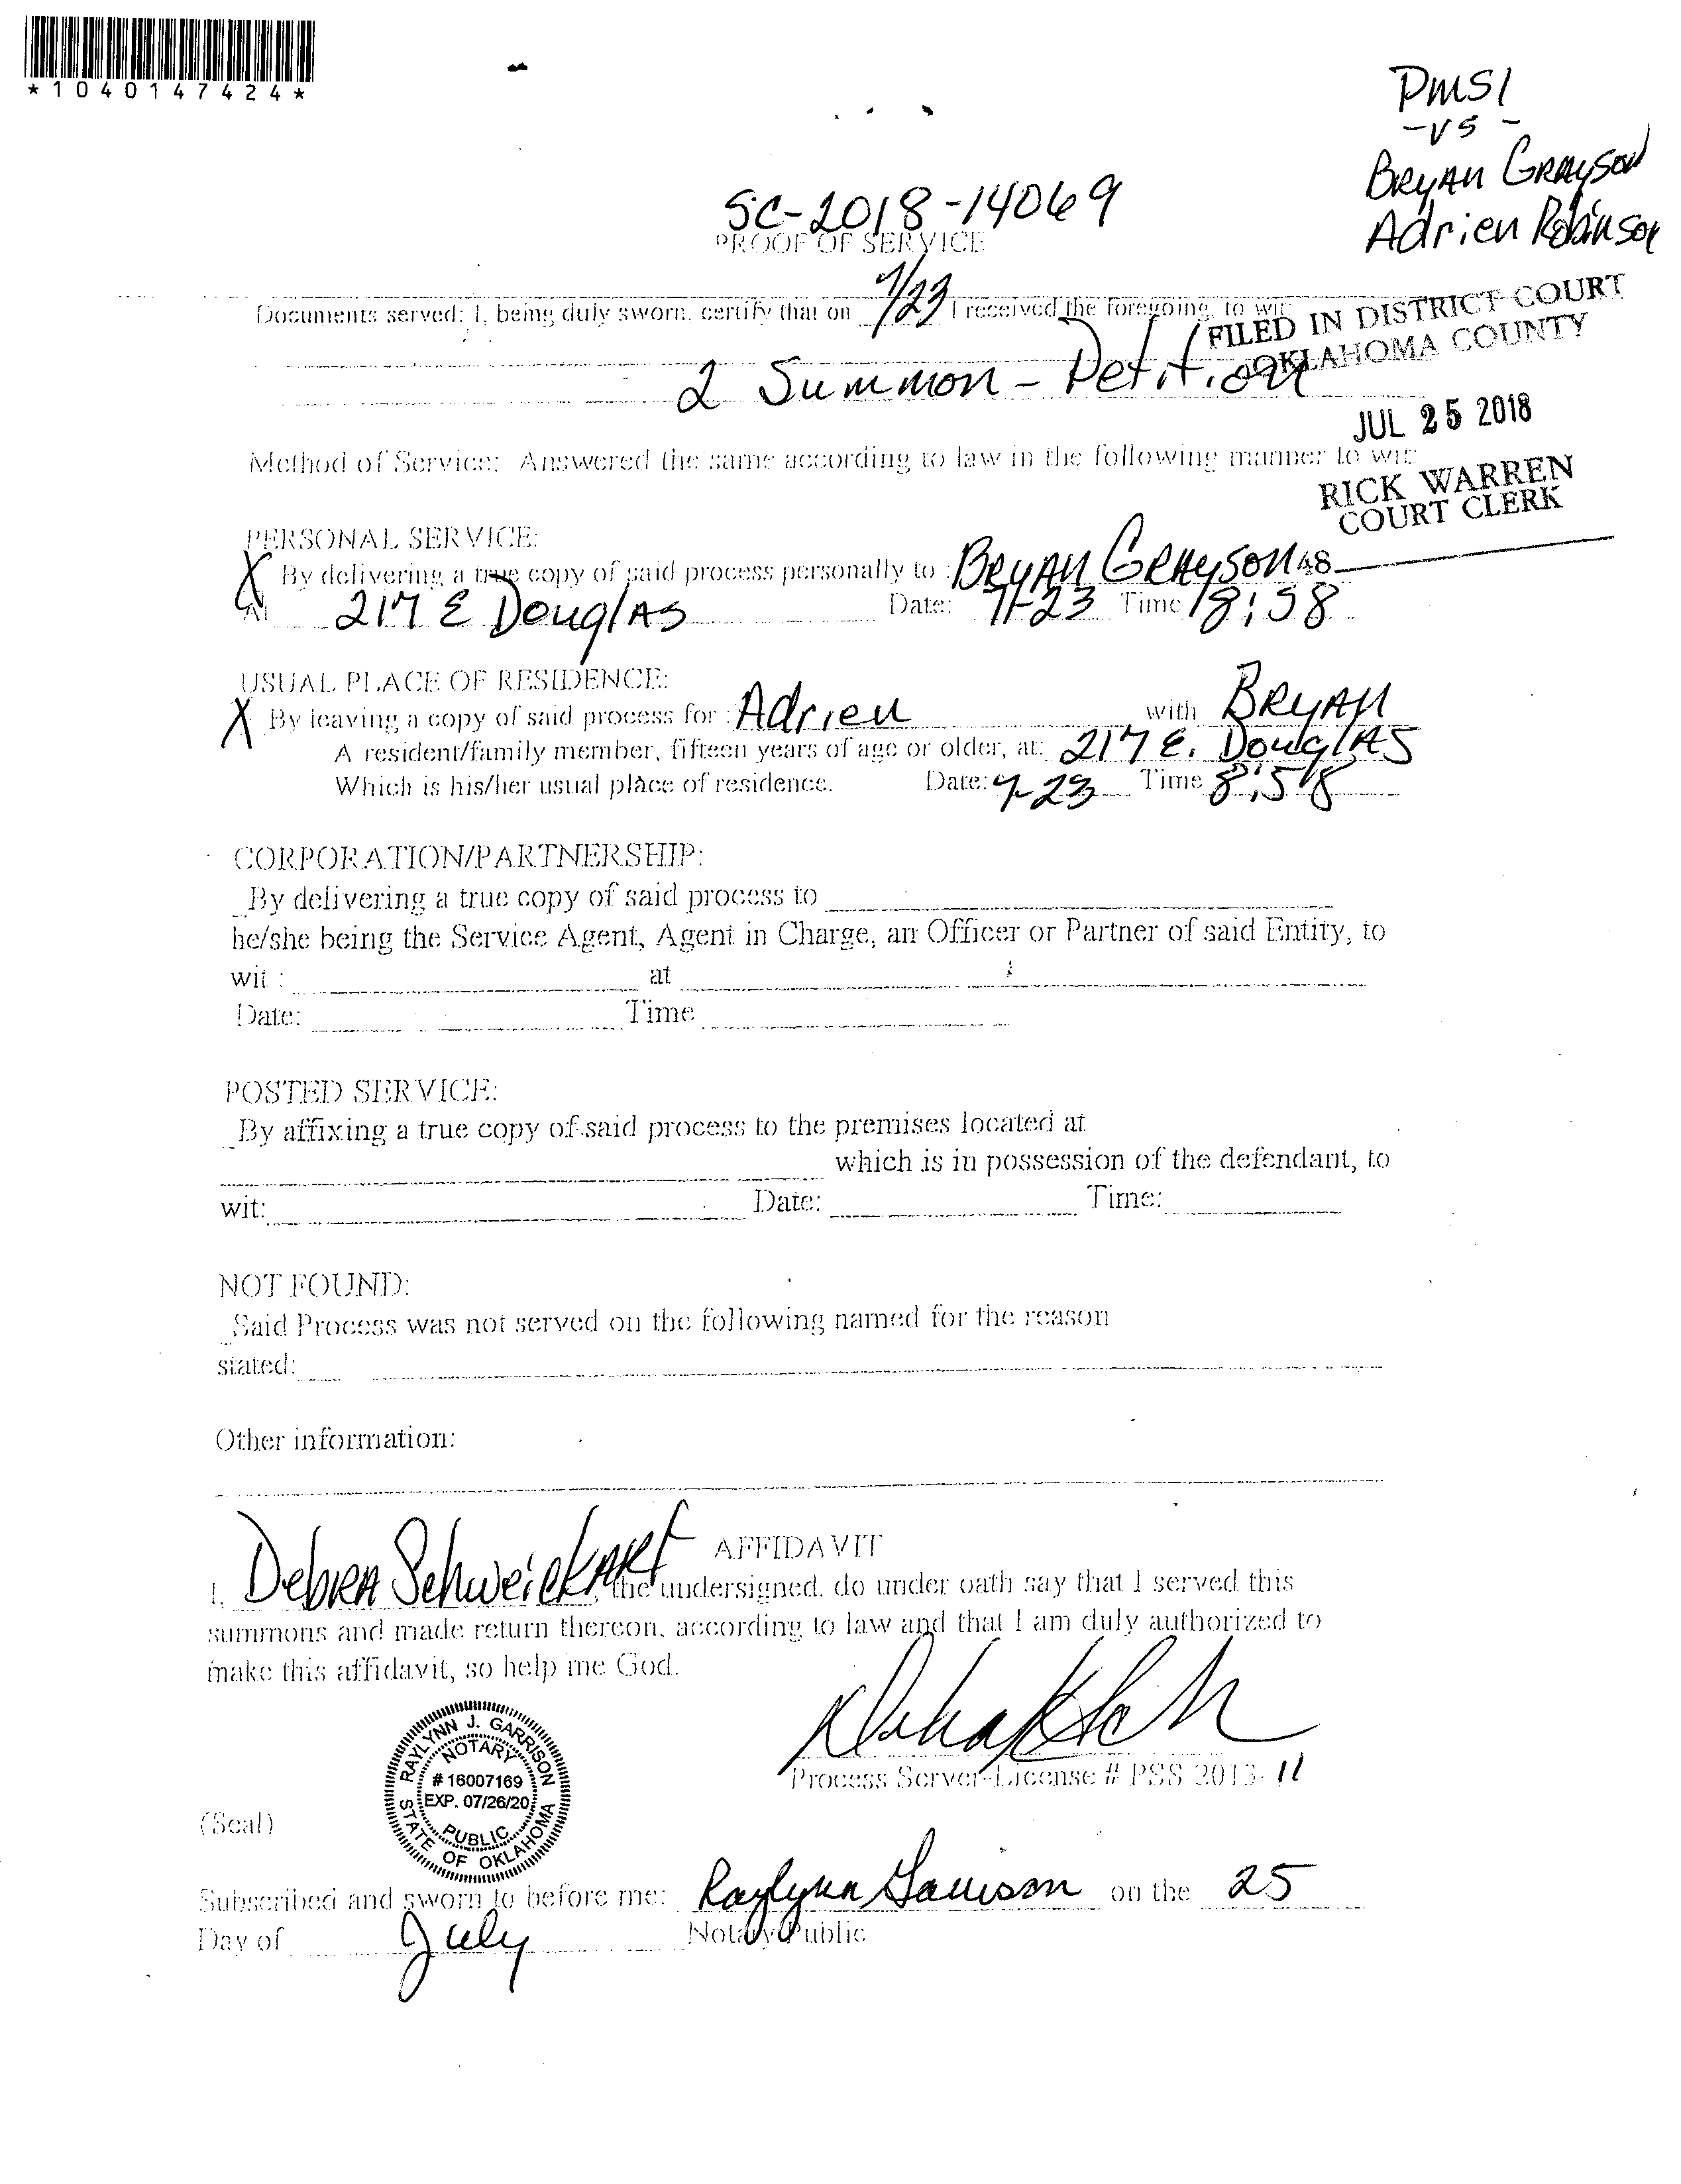 *1040147424*
PMSI
-VS-
BRYAN GRAYSON
Adrien Robinson
SC-2018-14069
PROOF OF SERVICE
Documents served: I, being duly sworn, certify that on 7/23 I received the foregoing, to wit:
FILED IN DISTRICT COURT
OKLAHOMA COUNTY
2 Summon - Petition
JUL 25 2018
Method of Service: Answered the same according to law in the following manner to wit:
RICK WARREN
COURT CLERK
48
PERSONAL SERVICE:
X By delivering a true copy of said process personally to : BRYAN GRAYSON
At 217 E DouglAS Date: 7-23 Time 8:58
USUAL PLACE OF RESIDENCE:
X By leaving a copy of said process for : Adrien with BRYAN
A resident/family member, fifteen years of age or older, at: 217 E. DouglAS
Which is his/her usual place of residence. Date: 7-23 Time 8:58
CORPORATION/PARTNERSHIP:
_By delivering a true copy of said process to
he/she being the Service Agent, Agent in Charge, an Officer or Partner of said Entity, to
wit : at
Date: Time
POSTED SERVICE:
_By affixing a true copy of said process to the premises located at
which is in possession of the defendant, to
wit: Date: Time:
NOT FOUND:
_Said Process was not served on the following named for the reason
stated:
Other information:
AFFIDAVIT
I, DebRA SchweickARt, the undersigned, do under oath say that I served this
summons and made return thereon, according to law and that I am duly authorized to
make this affidavit, so help me God.
Process Server-License # PSS 2013- 11
RAYLYNN J. GARRISON
NOTARY
# 16007169
EXP. 07/26/20
PUBLIC
STATE OF OKLAHOMA
(Seal)
Subscribed and sworn to before me: Raylynn Garrison on the 25
Day of July Notary Public